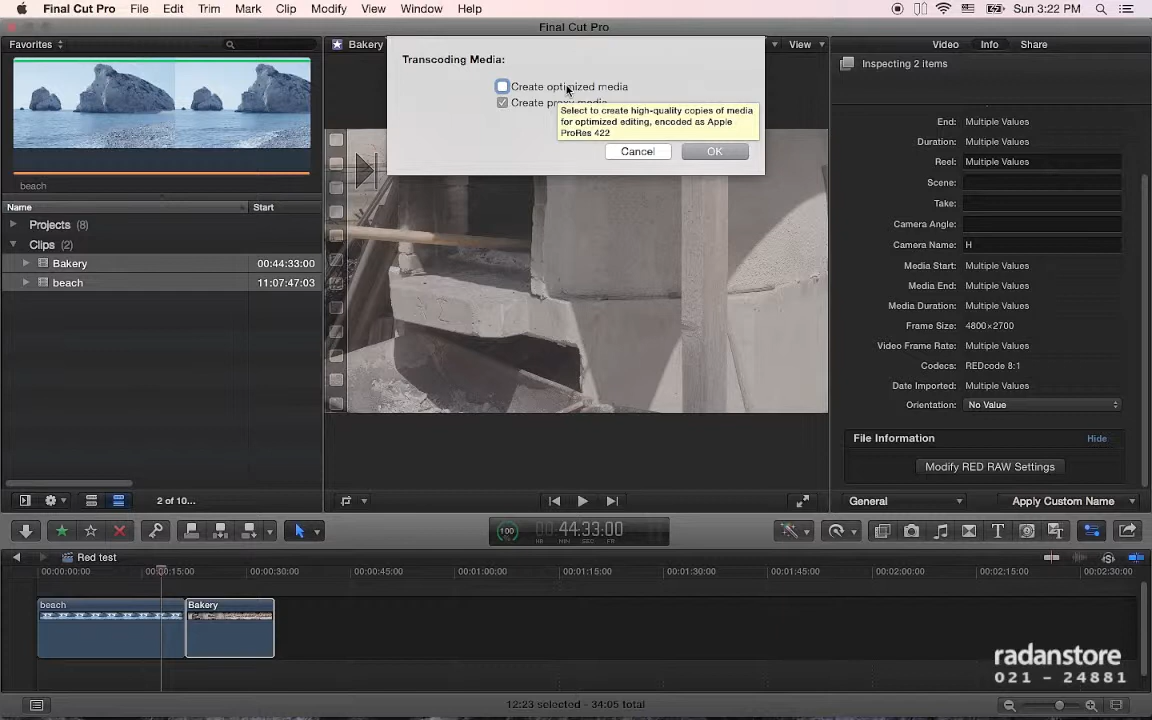 Final Cut Pro File Edit Trim Mark Clip Modify View Window Help Sun 3:22 PM
Final Cut Pro
Favorites
Bakery
View
Video Info Share
Transcoding Media:
Create optimized media
Create proxy media
Select to create high-quality copies of media
for optimized editing, encoded as Apple
ProRes 422
Cancel OK
Inspecting 2 items
beach
Name Start
Projects (8)
Clips (2)
Bakery 00:44:33:00
beach 11:07:47:03
End: Multiple Values
Duration: Multiple Values
Reel: Multiple Values
Scene:
Take:
Camera Angle:
Camera Name: H
Media Start: Multiple Values
Media End: Multiple Values
Media Duration: Multiple Values
Frame Size: 4800×2700
Video Frame Rate: Multiple Values
Codecs: REDcode 8:1
Date Imported: Multiple Values
Orientation: No Value
File Information Hide
Modify RED RAW Settings
2 of 10...
General Apply Custom Name
100 44:33:00
HR MIN SEC FR
Red test
00:00:00:00 00:00:15:00 00:00:30:00 00:00:45:00 00:01:00:00 00:01:15:00 00:01:30:00 00:01:45:00 00:02:00:00 00:02:15:00 00:02:30:00
beach Bakery
radanstore
021 - 24881
12:23 selected - 34:05 total